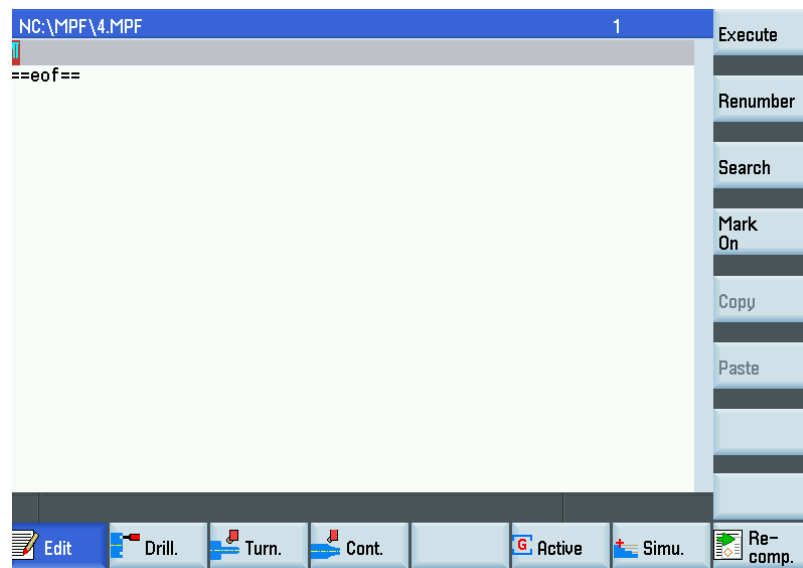 NC:\MPF\4.MPF 1
¶
==eof==
Execute
Renumber
Search
Mark
On
Copy
Paste
Edit
Drill.
Turn.
Cont.
G Active
Simu.
Re-
comp.